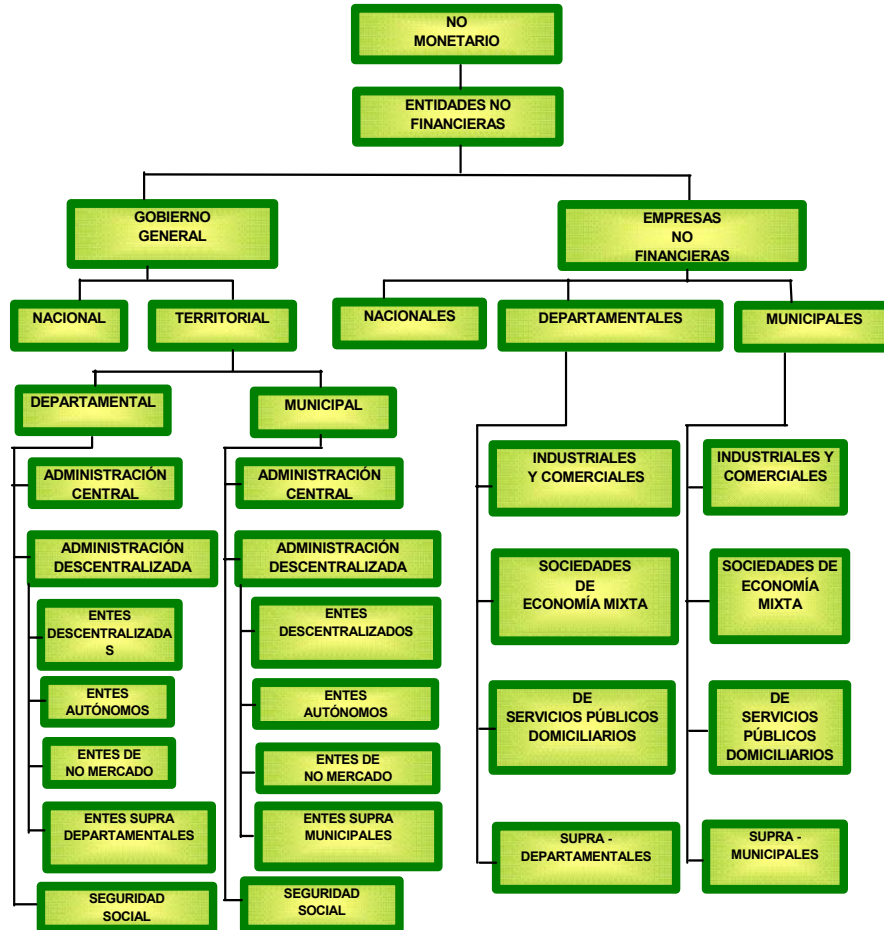 NO
MONETARIO
ENTIDADES NO
FINANCIERAS
GOBIERNO
GENERAL
EMPRESAS
NO
FINANCIERAS
NACIONAL
TERRITORIAL
NACIONALES
DEPARTAMENTALES
MUNICIPALES
DEPARTAMENTAL
MUNICIPAL
ADMINISTRACIÓN
CENTRAL
ADMINISTRACIÓN
DESCENTRALIZADA
ENTES
DESCENTRALIZADA
S
ENTES
AUTÓNOMOS
ENTES DE
NO MERCADO
ENTES SUPRA
DEPARTAMENTALES
SEGURIDAD
SOCIAL
ADMINISTRACIÓN
CENTRAL
ADMINISTRACIÓN
DESCENTRALIZADA
ENTES
DESCENTRALIZADOS
ENTES
AUTÓNOMOS
ENTES DE
NO MERCADO
ENTES SUPRA
MUNICIPALES
SEGURIDAD
SOCIAL
INDUSTRIALES
Y COMERCIALES
SOCIEDADES
DE
ECONOMÍA MIXTA
DE
SERVICIOS PÚBLICOS
DOMICILIARIOS
SUPRA -
DEPARTAMENTALES
INDUSTRIALES Y
COMERCIALES
SOCIEDADES DE
ECONOMÍA
MIXTA
DE
SERVICIOS
PÚBLICOS
DOMICILIARIOS
SUPRA -
MUNICIPALES